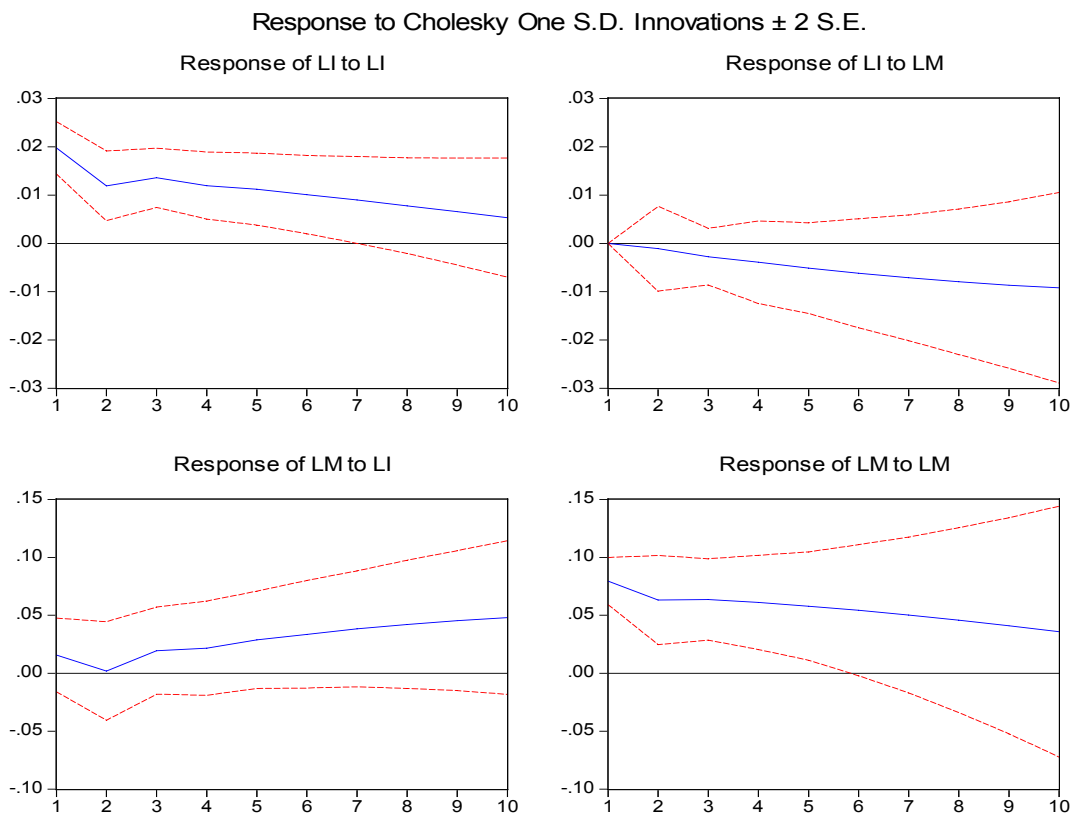 Response to Cholesky One S.D. Innovations ± 2 S.E.
Response of LI to LI
.03
.02
.01
.00
-.01
-.02
-.03
1 2 3 4 5 6 7 8 9 10
Response of LI to LM
.03
.02
.01
.00
-.01
-.02
-.03
1 2 3 4 5 6 7 8 9 10
Response of LM to LI
.15
.10
.05
.00
-.05
-.10
1 2 3 4 5 6 7 8 9 10
Response of LM to LM
.15
.10
.05
.00
-.05
-.10
1 2 3 4 5 6 7 8 9 10